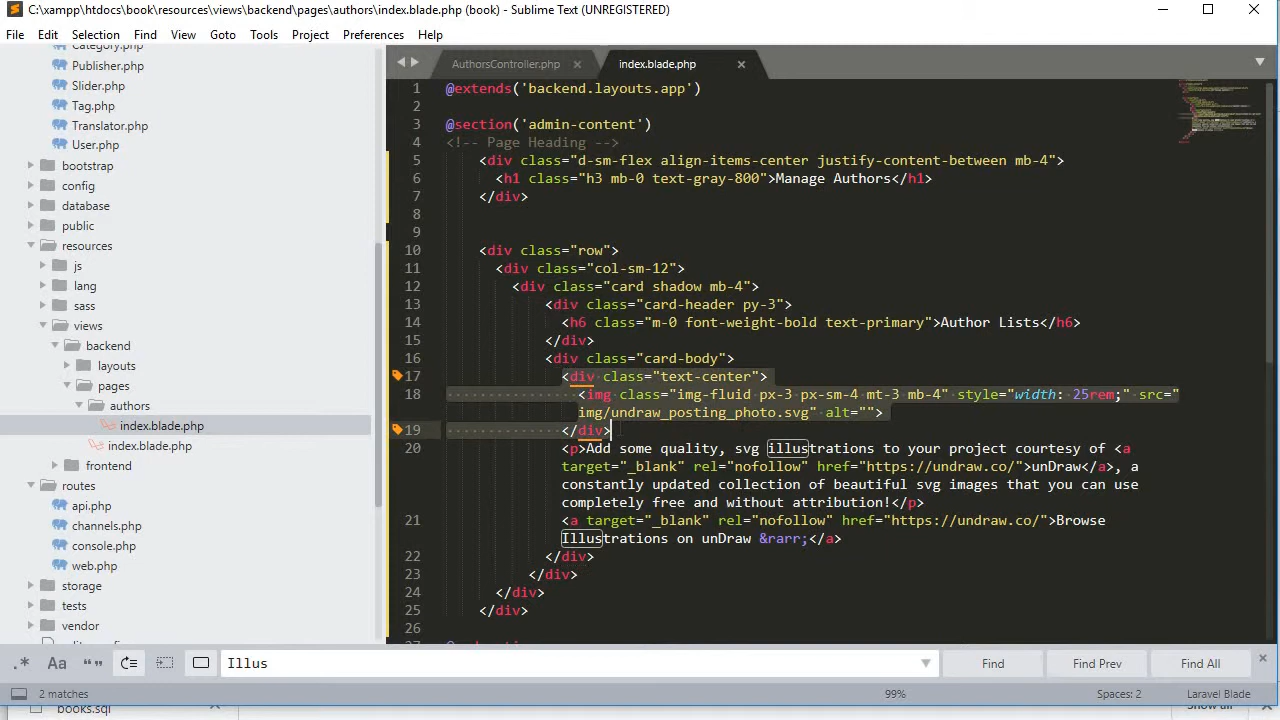 C:\xampp\htdocs\book\resources\views\backend\pages\authors\index.blade.php (book) - Sublime Text (UNREGISTERED)
File Edit Selection Find View Goto Tools Project Preferences Help
Category.php
Publisher.php
Slider.php
Tag.php
Translator.php
User.php
bootstrap
config
database
public
resources
js
lang
sass
views
backend
layouts
pages
authors
index.blade.php
index.blade.php
frontend
routes
api.php
channels.php
console.php
web.php
storage
tests
vendor
AuthorsController.php index.blade.php
1 @extends('backend.layouts.app')
2
3 @section('admin-content')
4 <!-- Page Heading -->
5 <div class="d-sm-flex align-items-center justify-content-between mb-4">
6 <h1 class="h3 mb-0 text-gray-800">Manage Authors</h1>
7 </div>
8
9
10 <div class="row">
11 <div class="col-sm-12">
12 <div class="card shadow mb-4">
13 <div class="card-header py-3">
14 <h6 class="m-0 font-weight-bold text-primary">Author Lists</h6>
15 </div>
16 <div class="card-body">
17 <div class="text-center">
18 <img class="img-fluid px-3 px-sm-4 mt-3 mb-4" style="width: 25rem;" src="
img/undraw_posting_photo.svg" alt="">
19 </div>
20 <p>Add some quality, svg illustrations to your project courtesy of <a
target="_blank" rel="nofollow" href="https://undraw.co/">unDraw</a>, a
constantly updated collection of beautiful svg images that you can use
completely free and without attribution!</p>
21 <a target="_blank" rel="nofollow" href="https://undraw.co/">Browse
Illustrations on unDraw &rarr;</a>
22 </div>
23 </div>
24 </div>
25 </div>
26
.* Aa Illus Find Find Prev Find All
2 matches 99% Spaces: 2 Laravel Blade
books.sql Show all